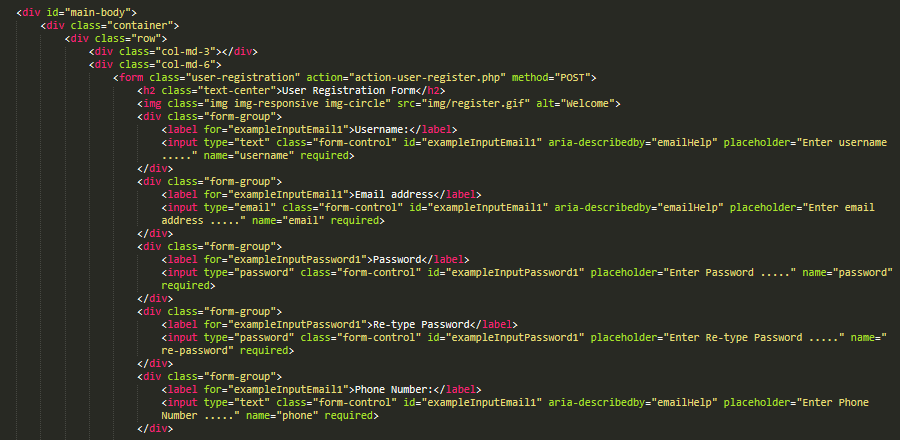 <div id="main-body">
<div class="container">
<div class="row">
<div class="col-md-3"></div>
<div class="col-md-6">
<form class="user-registration" action="action-user-register.php" method="POST">
<h2 class="text-center">User Registration Form</h2>
<img class="img img-responsive img-circle" src="img/register.gif" alt="Welcome">
<div class="form-group">
<label for="exampleInputEmail1">Username:</label>
<input type="text" class="form-control" id="exampleInputEmail1" aria-describedby="emailHelp" placeholder="Enter username
....." name="username" required>
</div>
<div class="form-group">
<label for="exampleInputEmail1">Email address</label>
<input type="email" class="form-control" id="exampleInputEmail1" aria-describedby="emailHelp" placeholder="Enter email
address ....." name="email" required>
</div>
<div class="form-group">
<label for="exampleInputPassword1">Password</label>
<input type="password" class="form-control" id="exampleInputPassword1" placeholder="Enter Password ....." name="password"
required>
</div>
<div class="form-group">
<label for="exampleInputPassword1">Re-type Password</label>
<input type="password" class="form-control" id="exampleInputPassword1" placeholder="Enter Re-type Password ....." name="
re-password" required>
</div>
<div class="form-group">
<label for="exampleInputEmail1">Phone Number:</label>
<input type="text" class="form-control" id="exampleInputEmail1" aria-describedby="emailHelp" placeholder="Enter Phone
Number ....." name="phone" required>
</div>